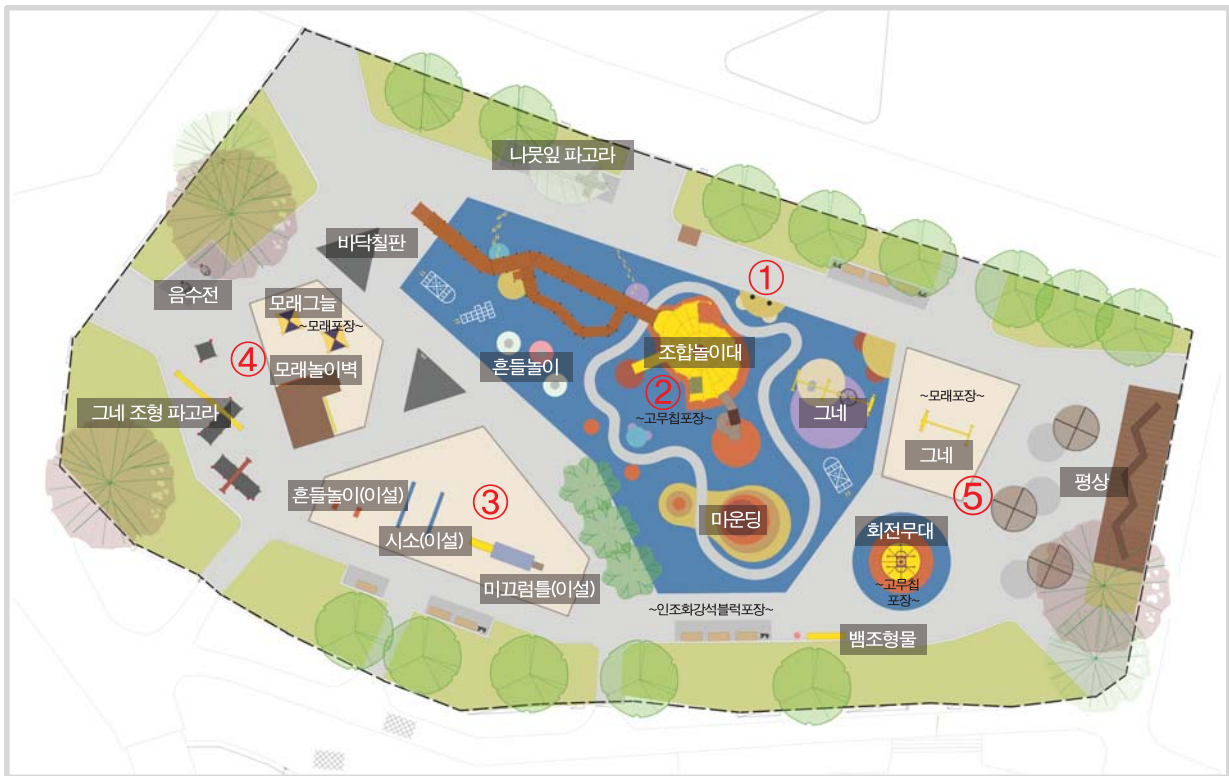 나뭇잎 파고라
바닥칠판
①
음수전
모래그늘
~모래포장~
④
모래놀이벽
흔들놀이
조합놀이대
②
~고무칩포장~
그네
~모래포장~
그네
그네 조형 파고라
흔들놀이(이설)
③
시소(이설)
미끄럼틀(이설)
마운딩
⑤
평상
회전무대
~고무칩
포장~
~인조화강석블럭포장~
뱀조형물